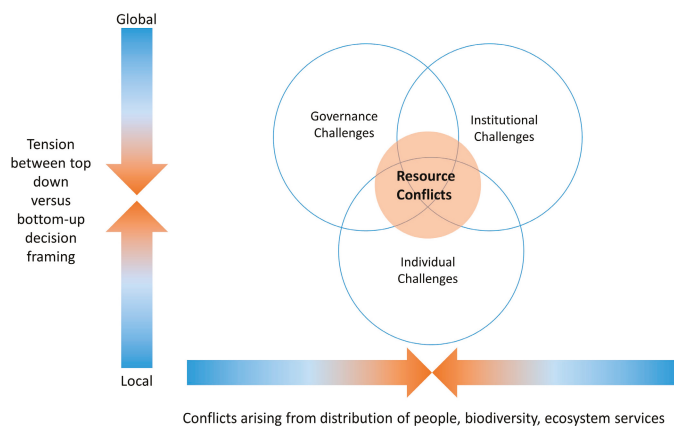 Global
Tension
between top
down
versus
bottom-up
decision
framing
Local
Governance
Challenges
Institutional
Challenges
Resource
Conflicts
Individual
Challenges
Conflicts arising from distribution of people, biodiversity, ecosystem services